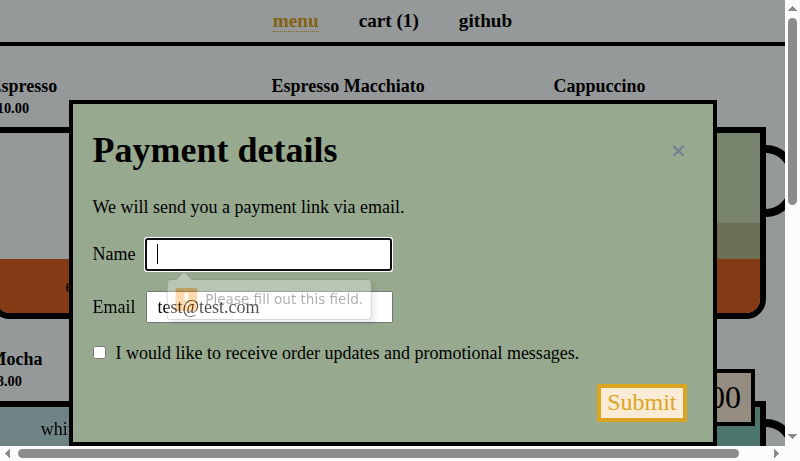 menu cart (1) github
Espresso Espresso Macchiato Cappuccino
10.00
Payment details
×
We will send you a payment link via email.
Name
Please fill out this field.
Email test@test.com
I would like to receive order updates and promotional messages.
Mocha
8.00
Submit
00
whi